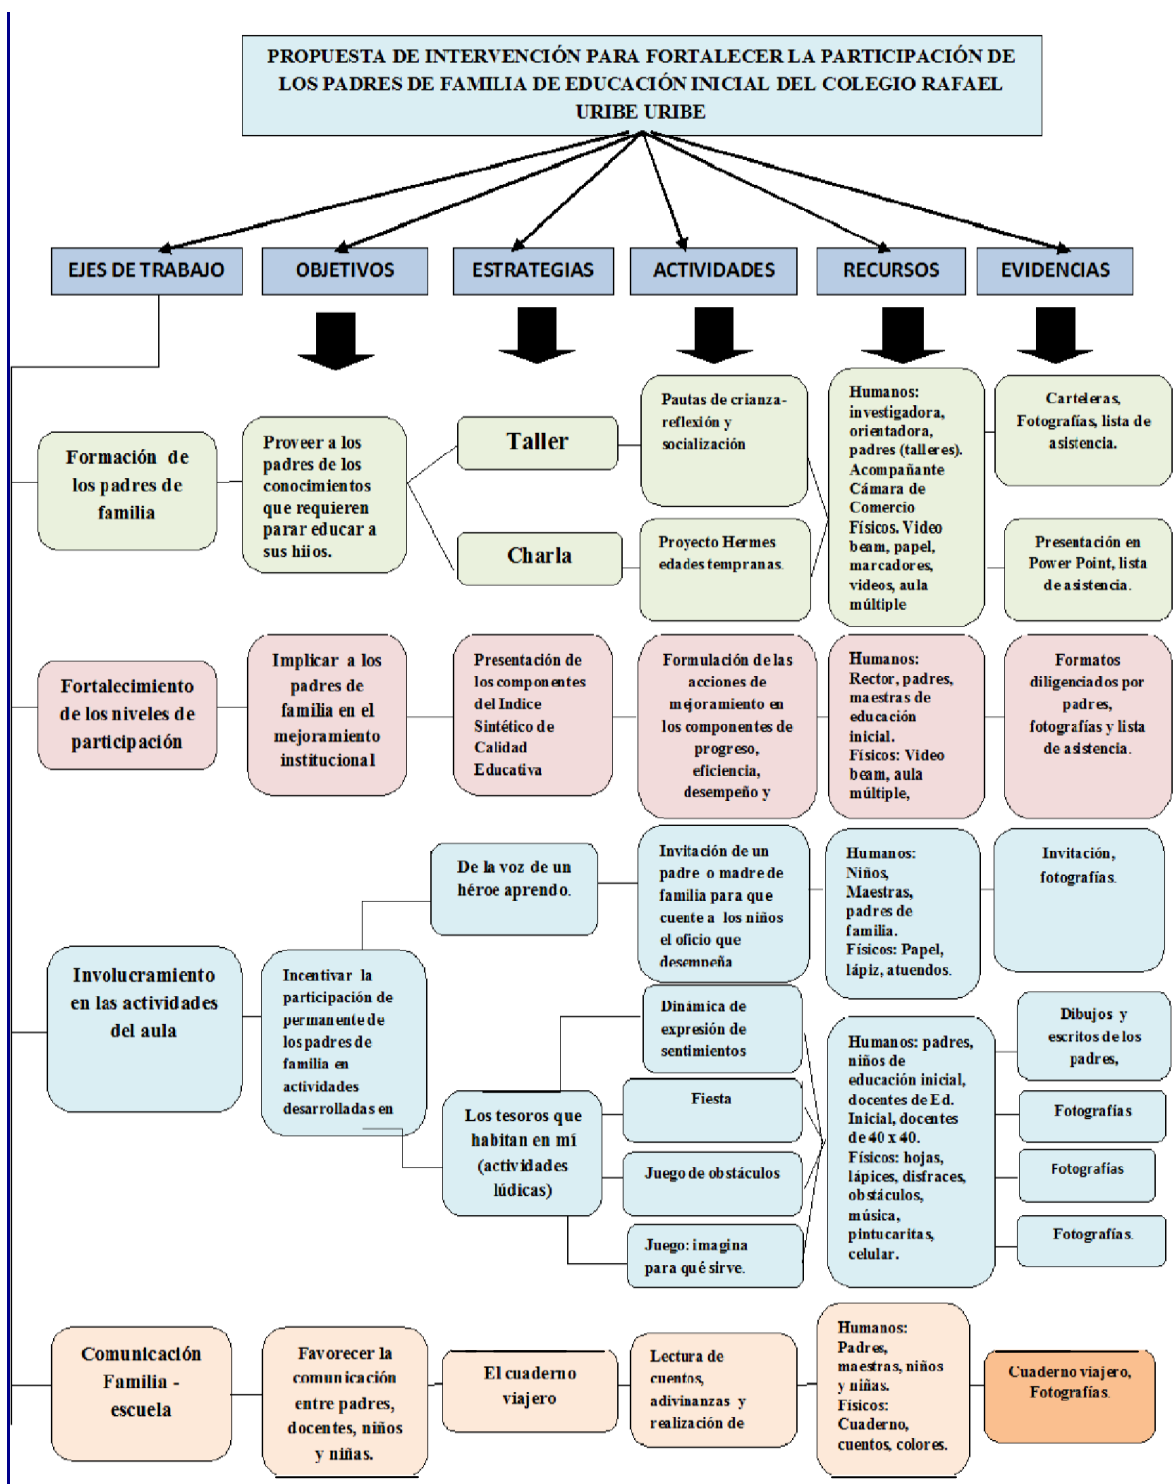 PROPUESTA DE INTERVENCIÓN PARA FORTALECER LA PARTICIPACIÓN DE
LOS PADRES DE FAMILIA DE EDUCACIÓN INICIAL DEL COLEGIO RAFAEL
URIBE URIBE
EJES DE TRABAJO
OBJETIVOS
ESTRATEGIAS
ACTIVIDADES
RECURSOS
EVIDENCIAS
Formación de
los padres de
familia
Proveer a los
padres de los
conocimientos
que requieren
parar educar a
sus hijos.
Taller
Charla
Pautas de crianza-
reflexión y
socialización
Proyecto Hermes
edades tempranas.
Humanos:
investigadora,
orientadora,
padres (talleres).
Acompañante
Cámara de
Comercio
Físicos. Video
beam, papel,
marcadores,
videos, aula
múltiple
Carteleras,
Fotografías, lista de
asistencia.
Presentación en
Power Point, lista
de asistencia.
Fortalecimiento
de los niveles de
participación
Implicar a los
padres de
familia en el
mejoramiento
institucional
Presentación de
los componentes
del Indice
Sintético de
Calidad
Educativa
Formulación de las
acciones de
mejoramiento en
los componentes de
progreso,
eficiencia,
desempeño y
Humanos:
Rector, padres,
maestras de
educación
inicial.
Físicos: Video
beam, aula
múltiple,
Formatos
diligenciados por
padres,
fotografías y lista
de asistencia.
Involucramiento
en las actividades
del aula
Incentivar la
participación de
permanente de
los padres de
familia en
actividades
desarrolladas en
De la voz de un
héroe aprendo.
Invitación de un
padre o madre de
familia para que
cuente a los niños
el oficio que
desempeña
Humanos:
Niños,
Maestras,
padres de
familia.
Físicos: Papel,
lápiz, atuendos.
Invitación,
fotografías.
Los tesoros que
habitan en mí
(actividades
lúdicas)
Dinámica de
expresión de
sentimientos
Fiesta
Juego de obstáculos
Juego: imagina
para qué sirve.
Humanos: padres,
niños de
educación inicial,
docentes de Ed.
Inicial, docentes
de 40 x 40.
Físicos: hojas,
lápices, disfraces,
obstáculos,
música,
pintucaritas,
celular.
Dibujos y
escritos de los
padres,
Fotografías
Fotografías
Fotografías.
Comunicación
Familia -
escuela
Favorecer la
comunicación
entre padres,
docentes, niños
y niñas.
El cuaderno
viajero
Lectura de
cuentos,
adivinanzas y
realización de
Humanos:
Padres,
maestras, niños
y niñas.
Físicos:
Cuaderno,
cuentos, colores.
Cuaderno viajero,
Fotografías.